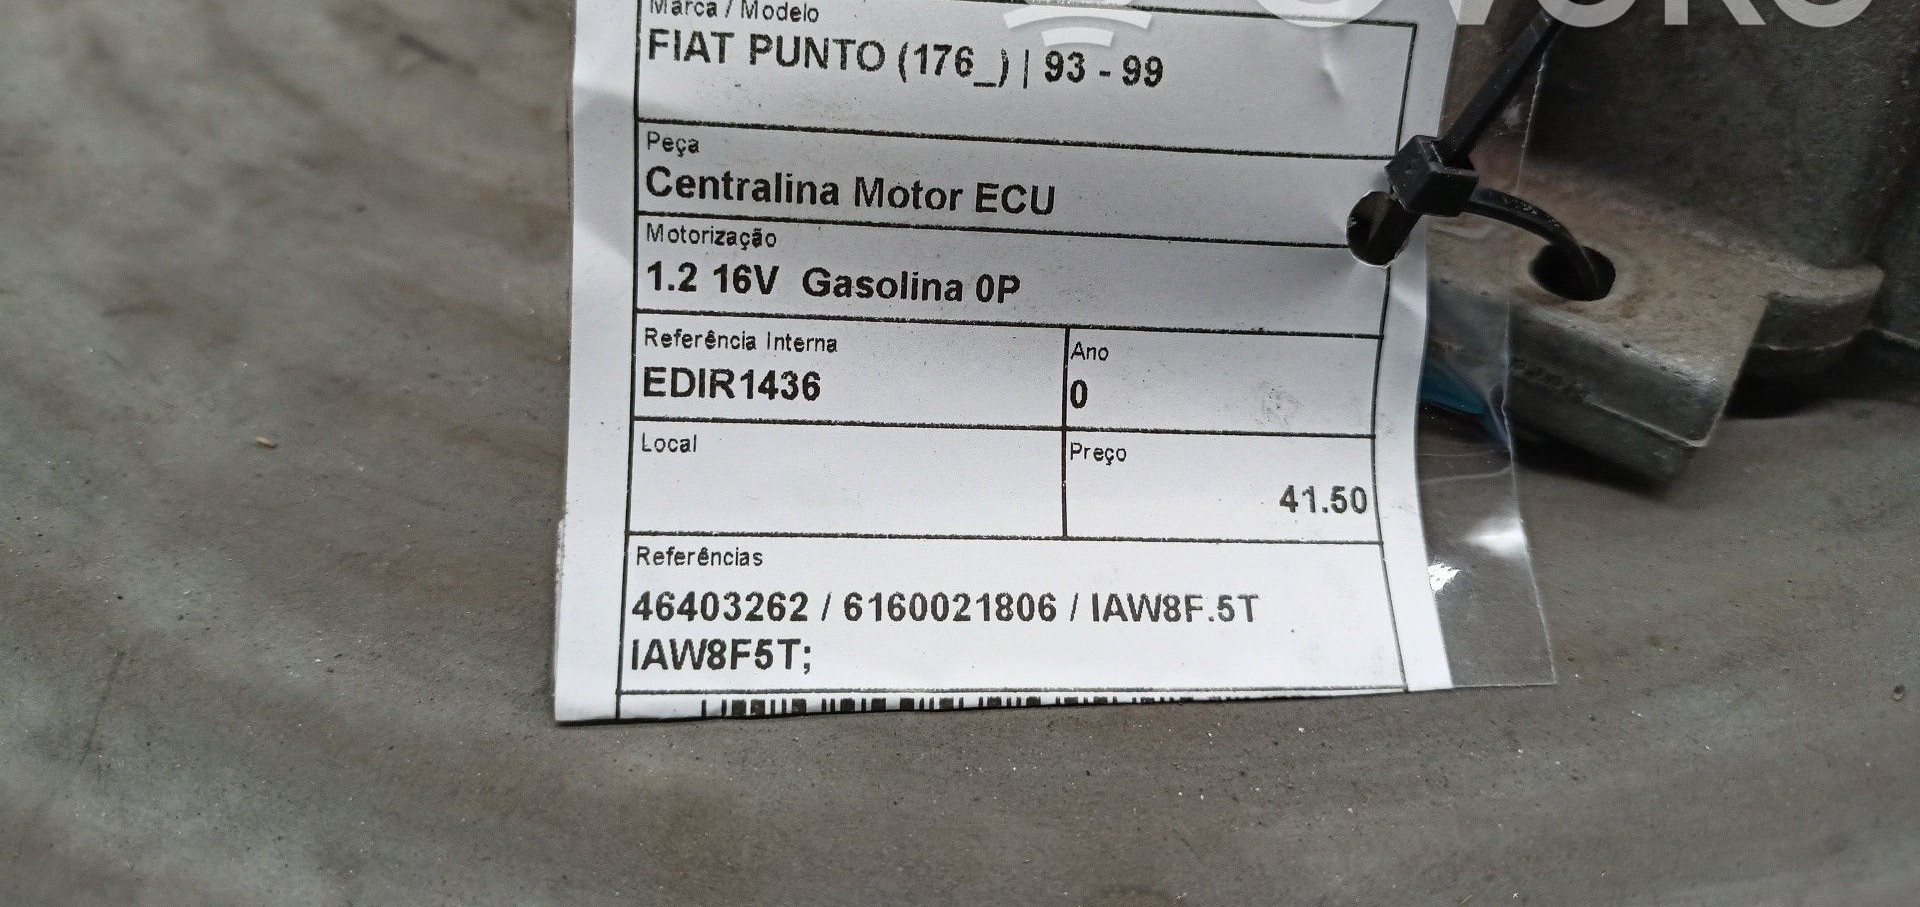 Marca / Modelo
FIAT PUNTO (176_) | 93 - 99
Peça
Centralina Motor ECU
Motorização
1.2 16V Gasolina 0P
Referência Interna
EDIR1436
Ano
0
Local
Preço
41.50
Referências
46403262 / 6160021806 / IAW8F.5T
IAW8F5T;